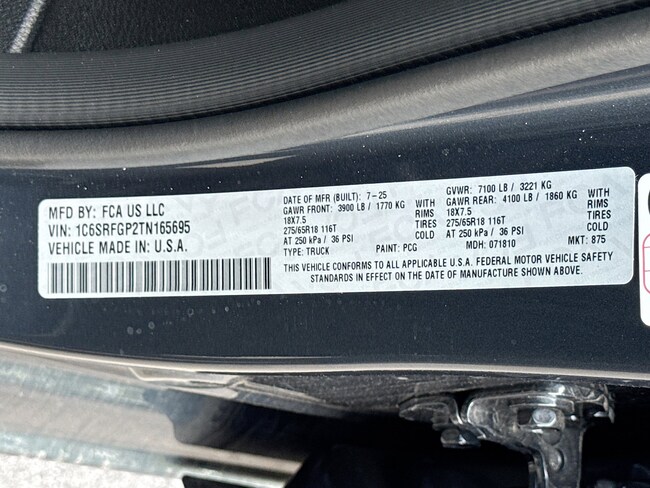 MFD BY: FCA US LLC
VIN: 1C6SRFGP2TN165695
VEHICLE MADE IN U.S.A.
DATE OF MFR (BUILT): 7-25
GVWR: 7100 LB / 3221 KG
GAWR FRONT: 3900 LB / 1770 KG WITH
GAWR REAR: 4100 LB / 1860 KG WITH
18X7.5 RIMS
18X7.5 RIMS
275/65R18 116T TIRES
275/65R18 116T TIRES
AT 250 kPa / 36 PSI COLD
AT 250 kPa / 36 PSI COLD
TYPE: TRUCK PAINT: PCG MDH: 071810 MKT: 875
THIS VEHICLE CONFORMS TO ALL APPLICABLE U.S.A. FEDERAL MOTOR VEHICLE SAFETY
STANDARDS IN EFFECT ON THE DATE OF MANUFACTURE SHOWN ABOVE.